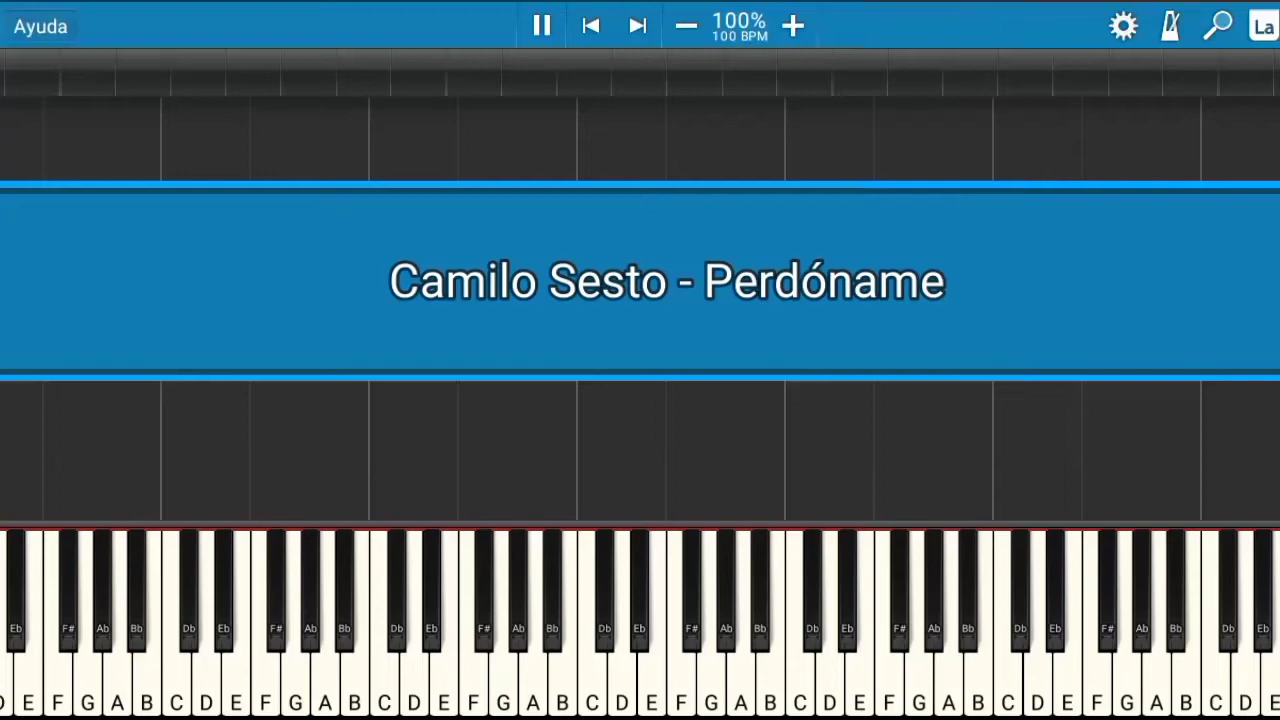 Ayuda
100%
100 BPM
La
Camilo Sesto - Perdóname
Eb F# Ab Bb Db Eb F# Ab Bb Db Eb F# Ab Bb Db Eb F# Ab Bb Db Eb F# Ab Bb Db Eb F# Ab Bb Db Eb
D E F G A B C D E F G A B C D E F G A B C D E F G A B C D E F G A B C D E F G A B C D E